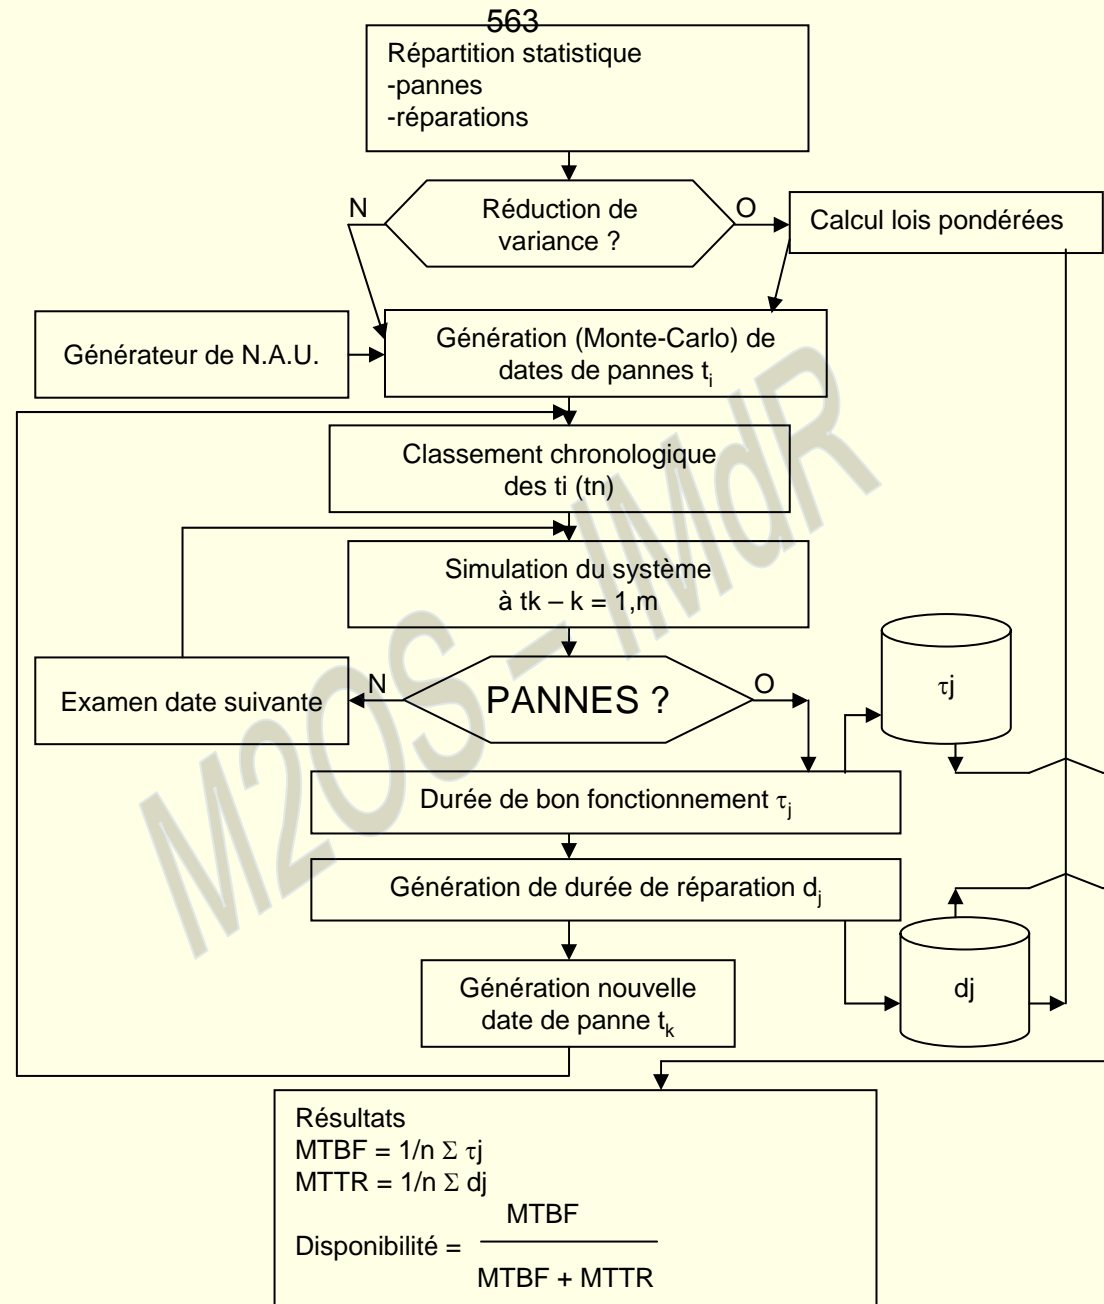 563
Répartition statistique
-pannes
-réparations
N
Réduction de
variance ?
O
Calcul lois pondérées
Générateur de N.A.U.
Génération (Monte-Carlo) de
dates de pannes ti
Classement chronologique
des ti (tn)
Simulation du système
à tk – k = 1,m
Examen date suivante
N
PANNES ?
O
τj
Durée de bon fonctionnement τj
Génération de durée de réparation dj
Génération nouvelle
date de panne tk
dj
Résultats
MTBF = 1/n Σ τj
MTTR = 1/n Σ dj
MTBF
Disponibilité =
MTBF + MTTR
M2OS – IMdR